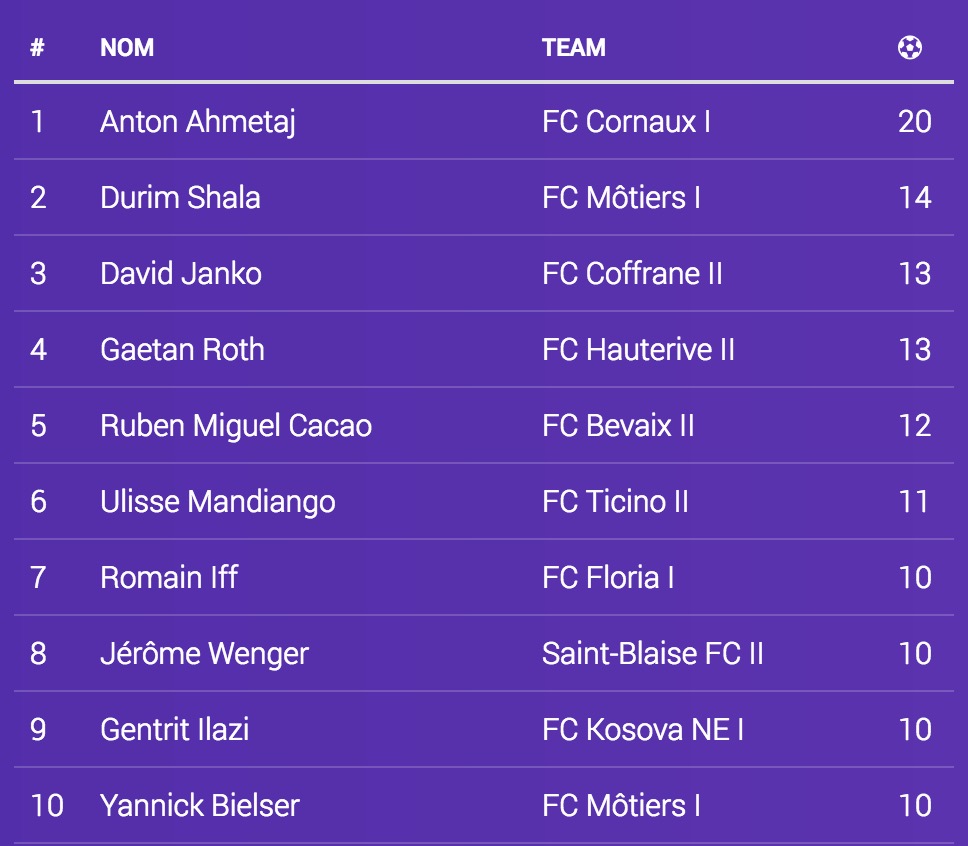 # NOM TEAM
1 Anton Ahmetaj FC Cornaux I 20
2 Durim Shala FC Môtiers I 14
3 David Janko FC Coffrane II 13
4 Gaetan Roth FC Hauterive II 13
5 Ruben Miguel Cacao FC Bevaix II 12
6 Ulisse Mandiango FC Ticino II 11
7 Romain Iff FC Floria I 10
8 Jérôme Wenger Saint-Blaise FC II 10
9 Gentrit Ilazi FC Kosova NE I 10
10 Yannick Bielser FC Môtiers I 10